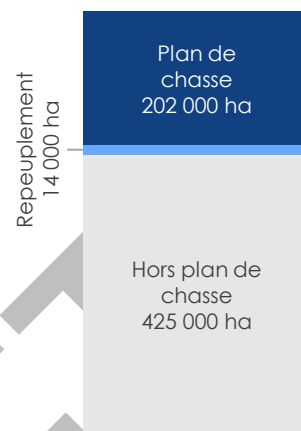 Plan de
chasse
202 000 ha
Repeuplement
14 000 ha
Hors plan de
chasse
425 000 ha